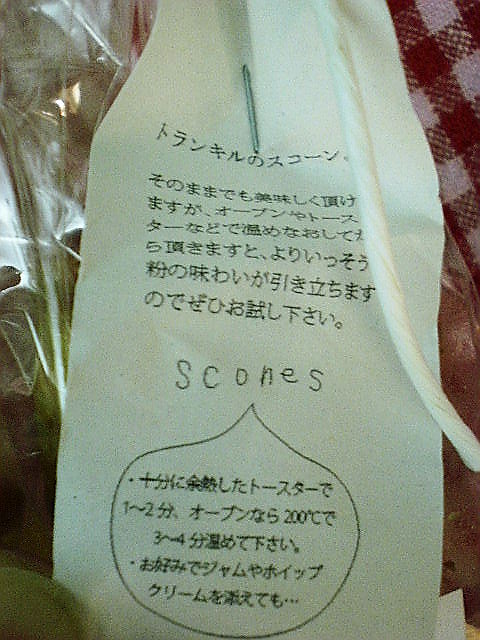 トランキルのスコーン
そのままでも美味しく頂け
ますが、オーブンやトース
ターなどで温めなおしてか
ら頂きますと、よりいっそう
粉の味わいが引き立ちます
のでぜひお試し下さい。
scones
・十分に余熱したトースターで
1〜2分、オーブンなら200℃で
3〜4分温めて下さい。
・お好みでジャムやホイップ
クリームを添えても…